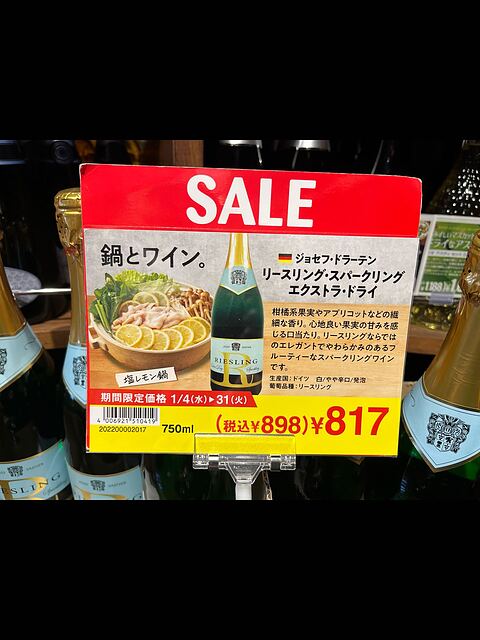 SALE
鍋とワイン。
ジョセフ・ドラーテン
リースリング・スパークリング
エクストラ・ドライ
柑橘系果実やアプリコットなどの繊
細な香り。心地良い果実の甘みを感
じる口当たり。リースリングならでは
のエレガントでやわらかみのあるフ
ルーティーなスパークリングワイン
です。
生産国:ドイツ 白/やや辛口/発泡
葡萄品種:リースリング
RIESLING
塩レモン鍋
期間限定価格 1/4(水)▶31(火)
4 006921 510419
202200002017
750ml
(税込¥898)¥817
RIESLING
ESLING